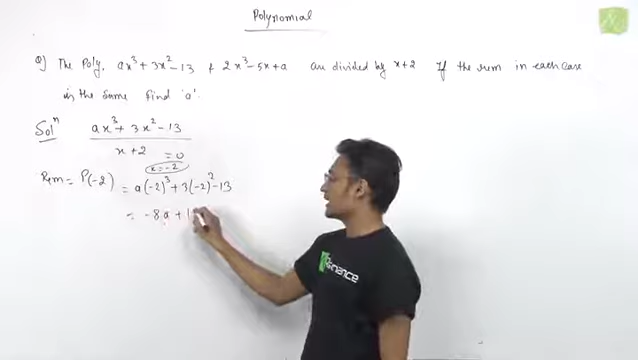 Polynomial
Q) The Poly. ax³ + 3x² - 13 & 2x³ - 5x + a are divided by x+2 If the rem in each case
is the same find 'a'.
Solⁿ ax³ + 3x² - 13
x + 2 = 0
x = -2
Rem = P(-2) = a(-2)³ + 3(-2)² - 13
= -8a + 1